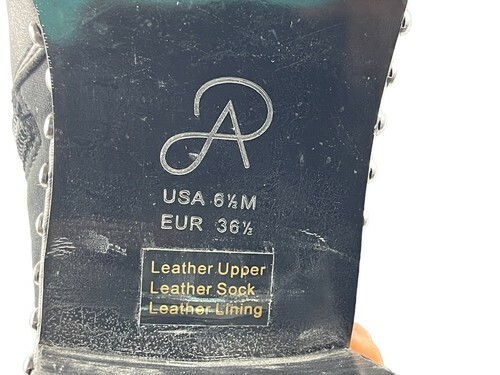 USA 6½M
EUR 36½
Leather Upper
Leather Sock
Leather Lining